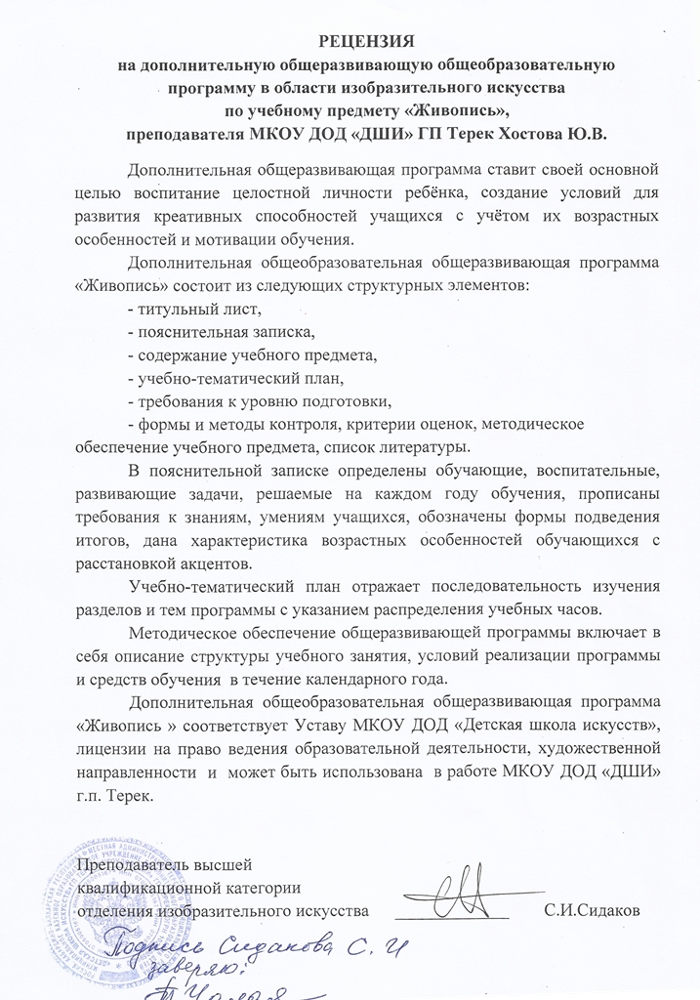 РЕЦЕНЗИЯ
на дополнительную общеразвивающую общеобразовательную
программу в области изобразительного искусства
по учебному предмету «Живопись»,
преподавателя МКОУ ДОД «ДШИ» ГП Терек Хостова Ю.В.
Дополнительная общеразвивающая программа ставит своей основной
целью воспитание целостной личности ребёнка, создание условий для
развития креативных способностей учащихся с учётом их возрастных
особенностей и мотивации обучения.
Дополнительная общеобразовательная общеразвивающая программа
«Живопись» состоит из следующих структурных элементов:
- титульный лист,
- пояснительная записка,
- содержание учебного предмета,
- учебно-тематический план,
- требования к уровню подготовки,
- формы и методы контроля, критерии оценок, методическое
обеспечение учебного предмета, список литературы.
В пояснительной записке определены обучающие, воспитательные,
развивающие задачи, решаемые на каждом году обучения, прописаны
требования к знаниям, умениям учащихся, обозначены формы подведения
итогов, дана характеристика возрастных особенностей обучающихся с
расстановкой акцентов.
Учебно-тематический план отражает последовательность изучения
разделов и тем программы с указанием распределения учебных часов.
Методическое обеспечение общеразвивающей программы включает в
себя описание структуры учебного занятия, условий реализации программы
и средств обучения в течение календарного года.
Дополнительная общеобразовательная общеразвивающая программа
«Живопись » соответствует Уставу МКОУ ДОД «Детская школа искусств»,
лицензии на право ведения образовательной деятельности, художественной
направленности и может быть использована в работе МКОУ ДОД «ДШИ»
г.п. Терек.
Преподаватель высшей
квалификационной категории
отделения изобразительного искусства С.И.Сидаков
Подпись Сидакова С. И
заверяю: